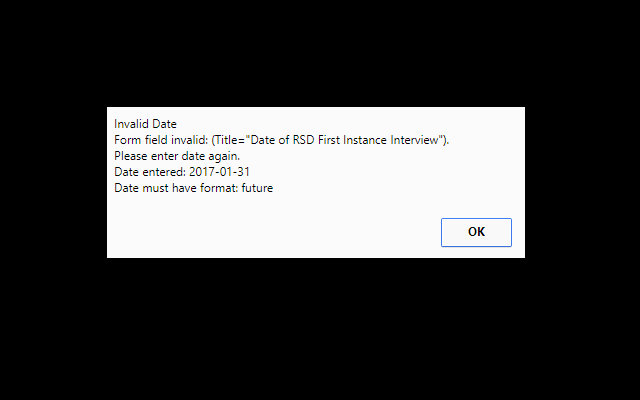 Invalid Date
Form field invalid: (Title="Date of RSD First Instance Interview").
Please enter date again.
Date entered: 2017-01-31
Date must have format: future
OK